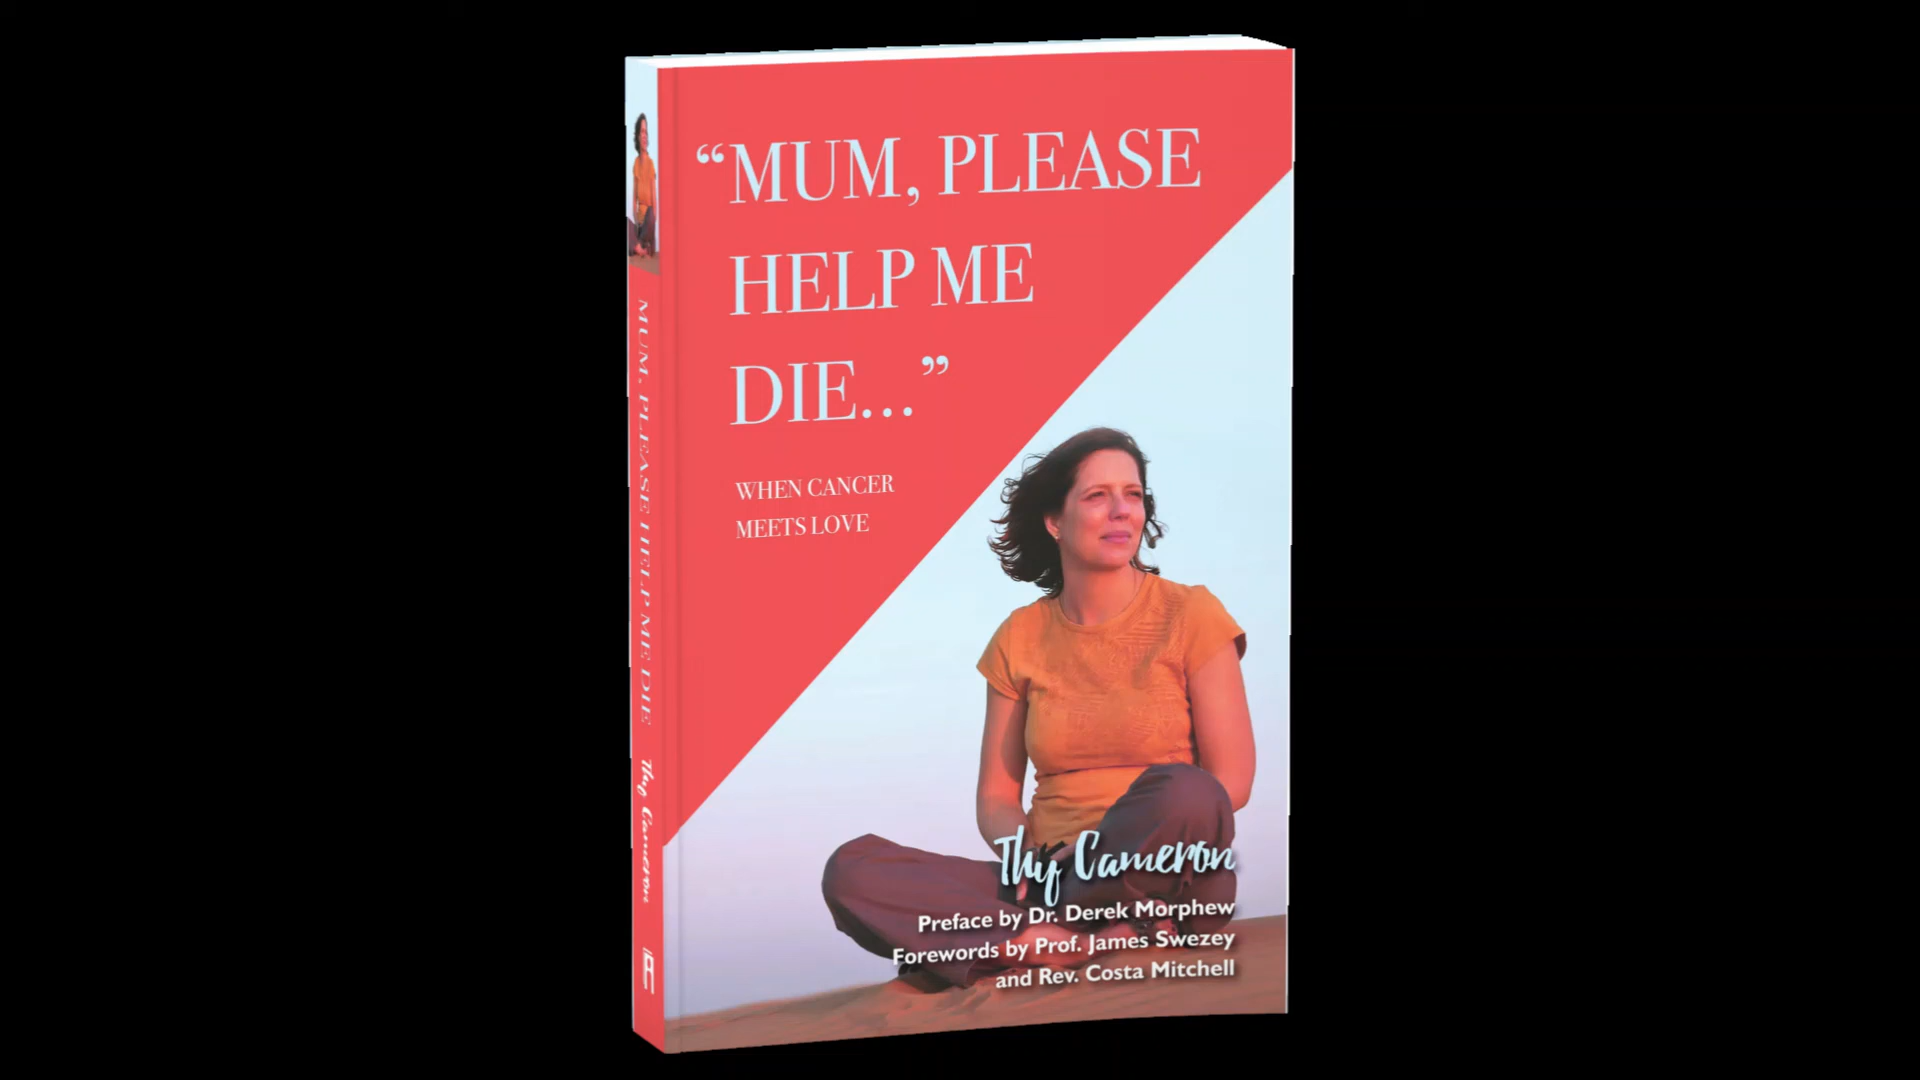 “MUM, PLEASE
HELP ME
DIE...”
WHEN CANCER
MEETS LOVE
Thy Cameron
Preface by Dr. Derek Morphew
Forewords by Prof. James Swezey
and Rev. Costa Mitchell
MUM, PLEASE HELP ME DIE
Thy Cameron